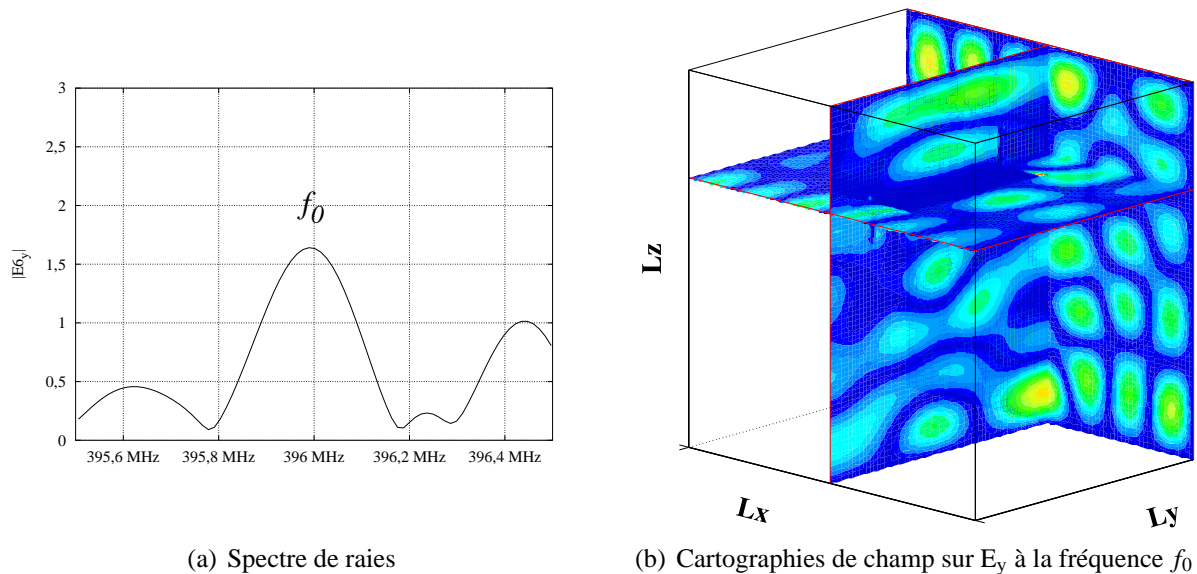 3
2,5
2
1,5
1
0,5
0
|E6y|
f0
395,6 MHz
395,8 MHz
396 MHz
396,2 MHz
396,4 MHz
(a) Spectre de raies
Lz
Lx
Ly
(b) Cartographies de champ sur Ey à la fréquence f0